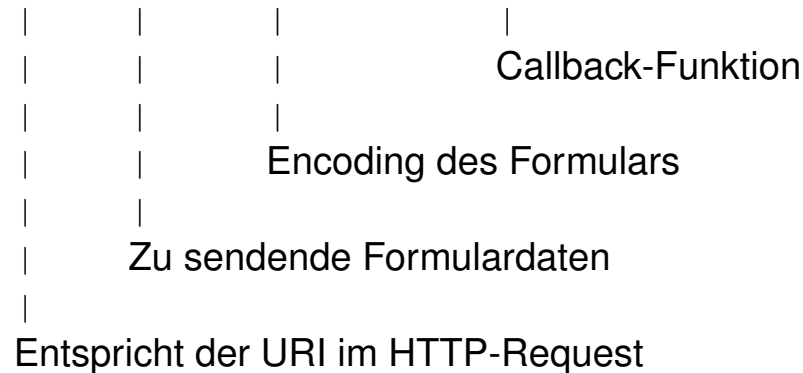 Callback-Funktion
Encoding des Formulars
Zu sendende Formulardaten
Entspricht der URI im HTTP-Request